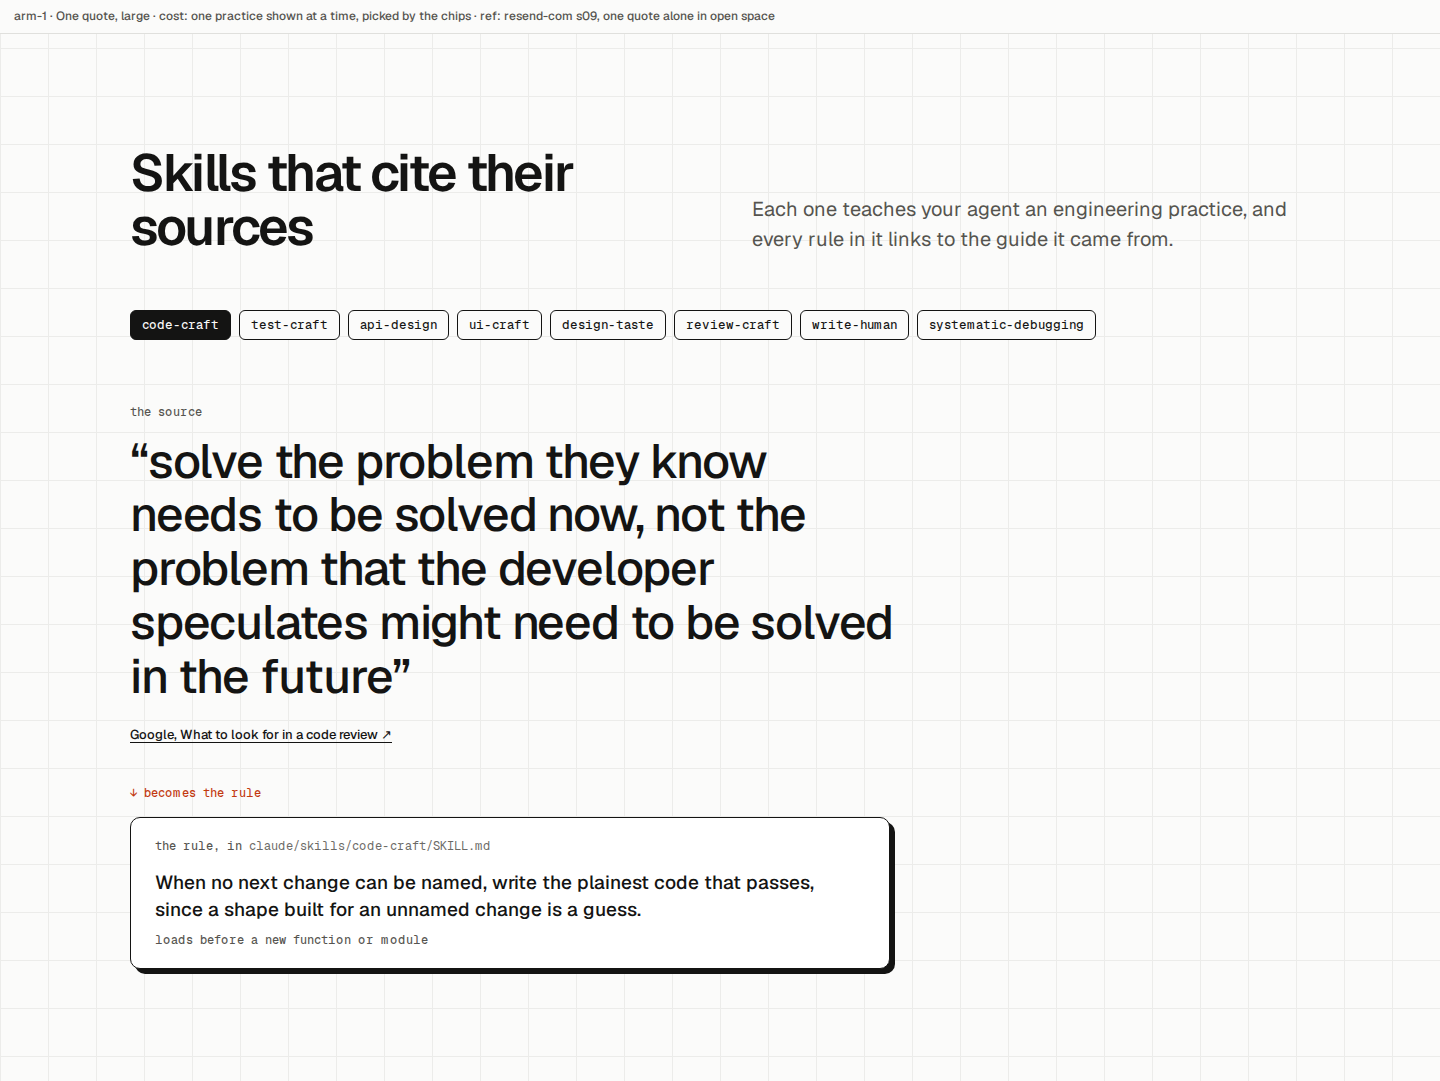 arm-1 · One quote, large · cost: one practice shown at a time, picked by the chips · ref: resend-com s09, one quote alone in open space
Skills that cite their
sources
Each one teaches your agent an engineering practice, and
every rule in it links to the guide it came from.
code-craft test-craft api-design ui-craft design-taste review-craft write-human systematic-debugging
the source
“solve the problem they know
needs to be solved now, not the
problem that the developer
speculates might need to be solved
in the future”
Google, What to look for in a code review ↗
↓ becomes the rule
the rule, in claude/skills/code-craft/SKILL.md
When no next change can be named, write the plainest code that passes,
since a shape built for an unnamed change is a guess.
loads before a new function or module